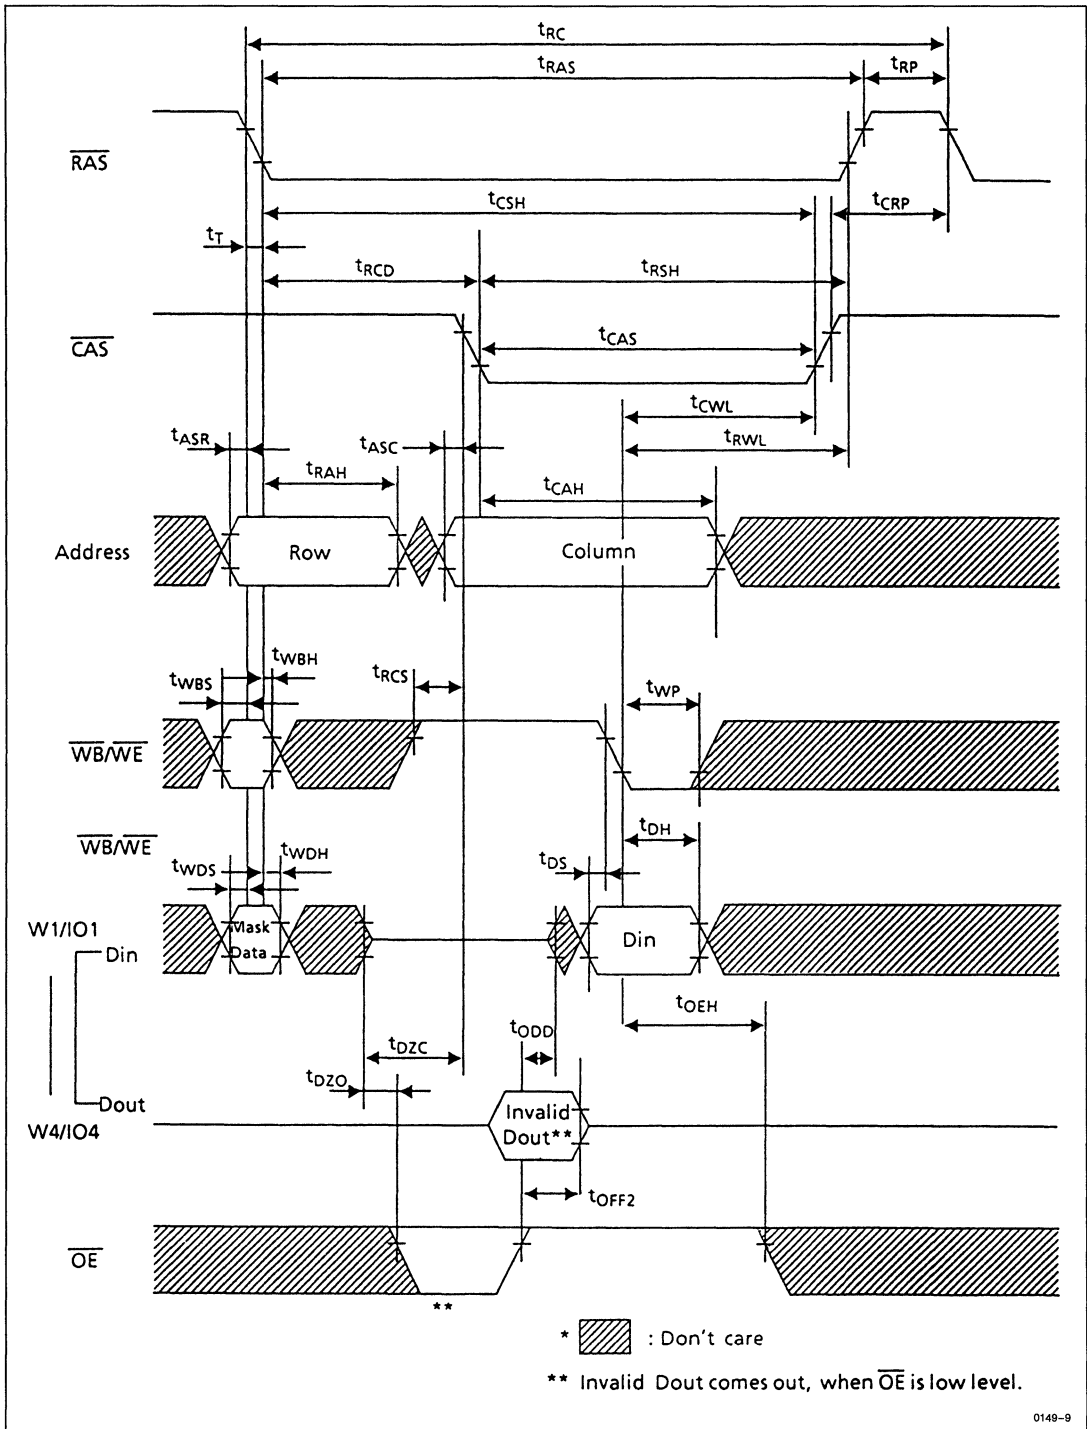 tRC
tRAS tRP
RAS
tCSH tCRP
tT
tRCD tRSH
CAS
tCAS
tCWL
tASR tASC tRWL
tRAH tCAH
Address Row Column
tWBH
tWBS tRCS tWP
WB/WE
WB/WE tDH
tWDS tWDH tDS
W1/IO1 Mask Data Din
Din
tOEH
tODD
tDZC
tDZO
Dout
W4/IO4 Invalid Dout**
tOFF2
OE
**
* : Don't care
** Invalid Dout comes out, when OE is low level.
0149-9